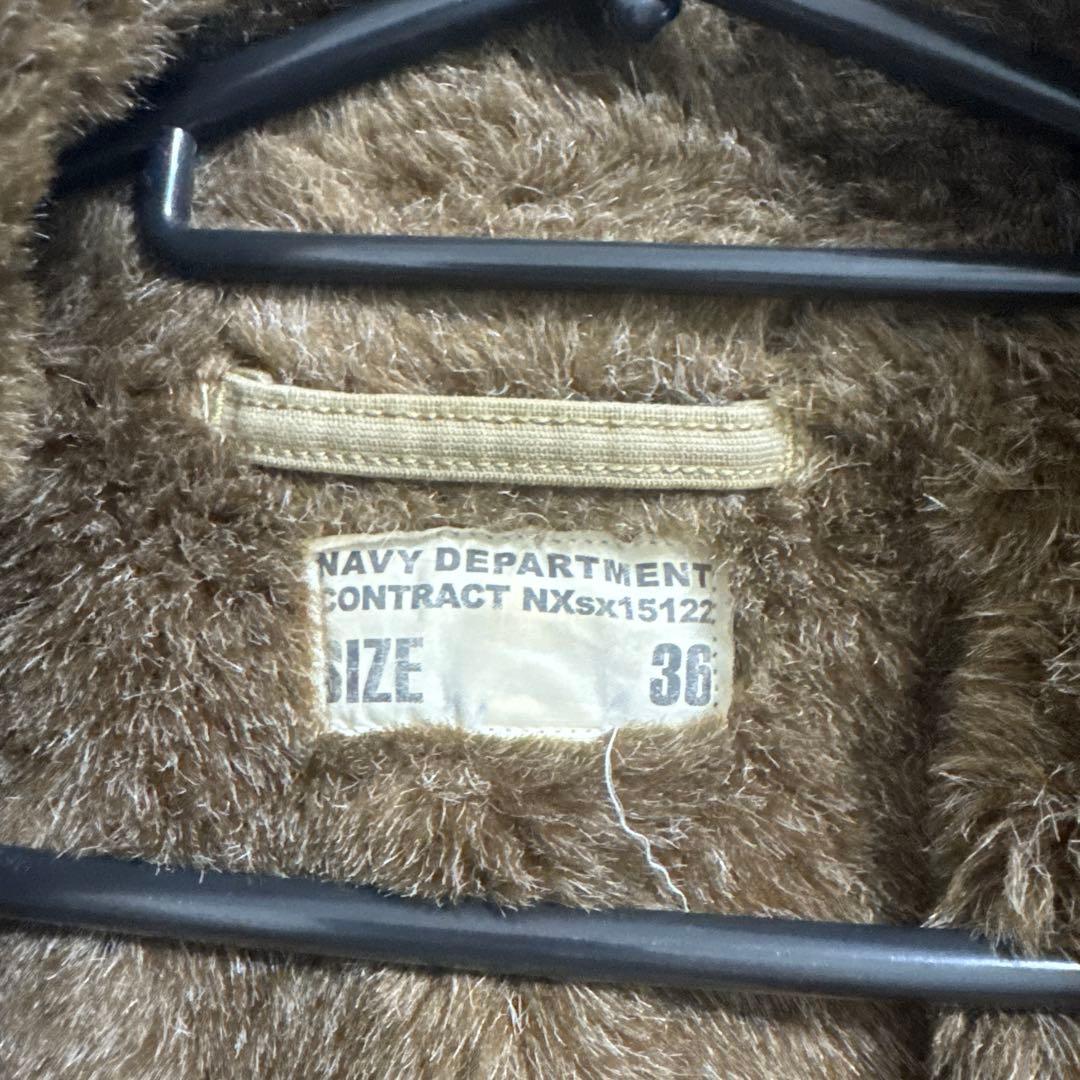 NAVY DEPARTMENT
CONTRACT NXsx15122
SIZE 36